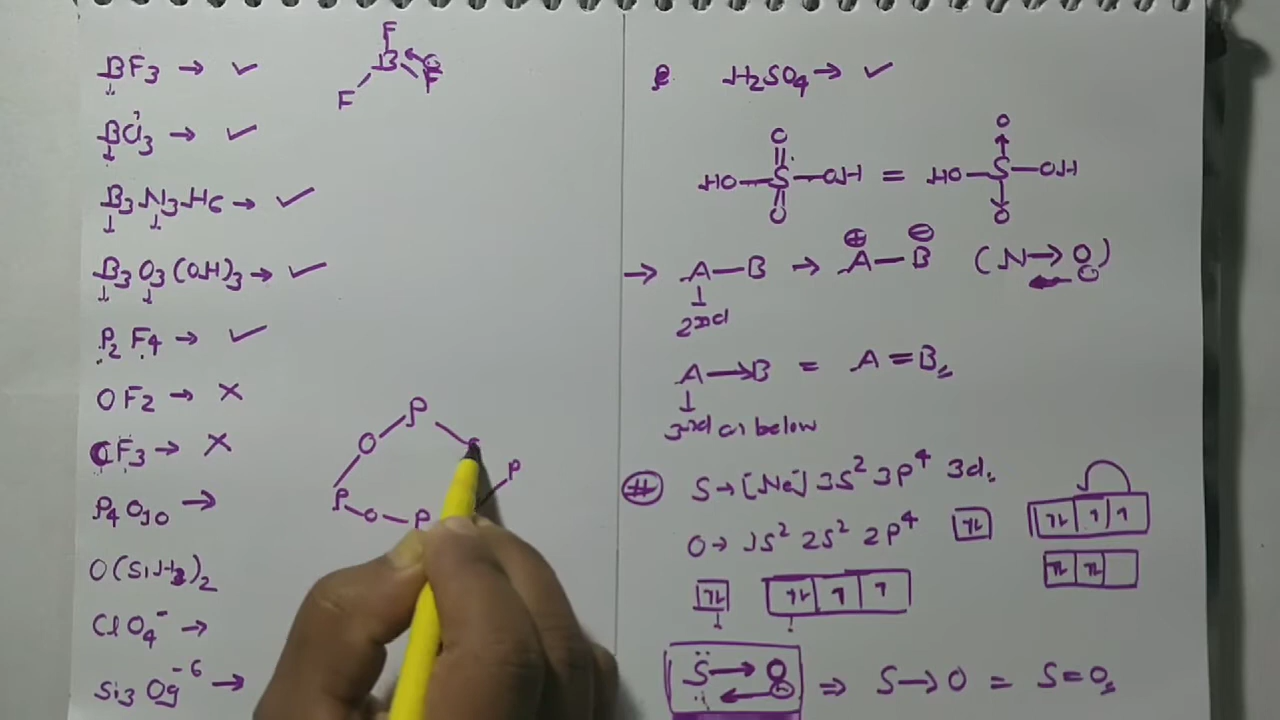 BF3 → ✓
BCl3 → ✓
B3N3H6 → ✓
B3O3(OH)3 → ✓
P2F4 → ✓
OF2 → ✗
CF3 → ✗
P4O10 →
O(SiH3)2
ClO4⁻ →
Si3O9⁻⁶ →
F
B
F F
P
O
P
P O P
H2SO4 → ✓
O O
HO—S—OH = HO—S—OH
O O
→ A—B → A⊕—B⊖ (N→O)
2nd
A→B = A=B
3rd or below
# S → [Ne] 3s² 3p⁴ 3d
O → 1s² 2s² 2p⁴
S→O ⇒ S→O = S=O